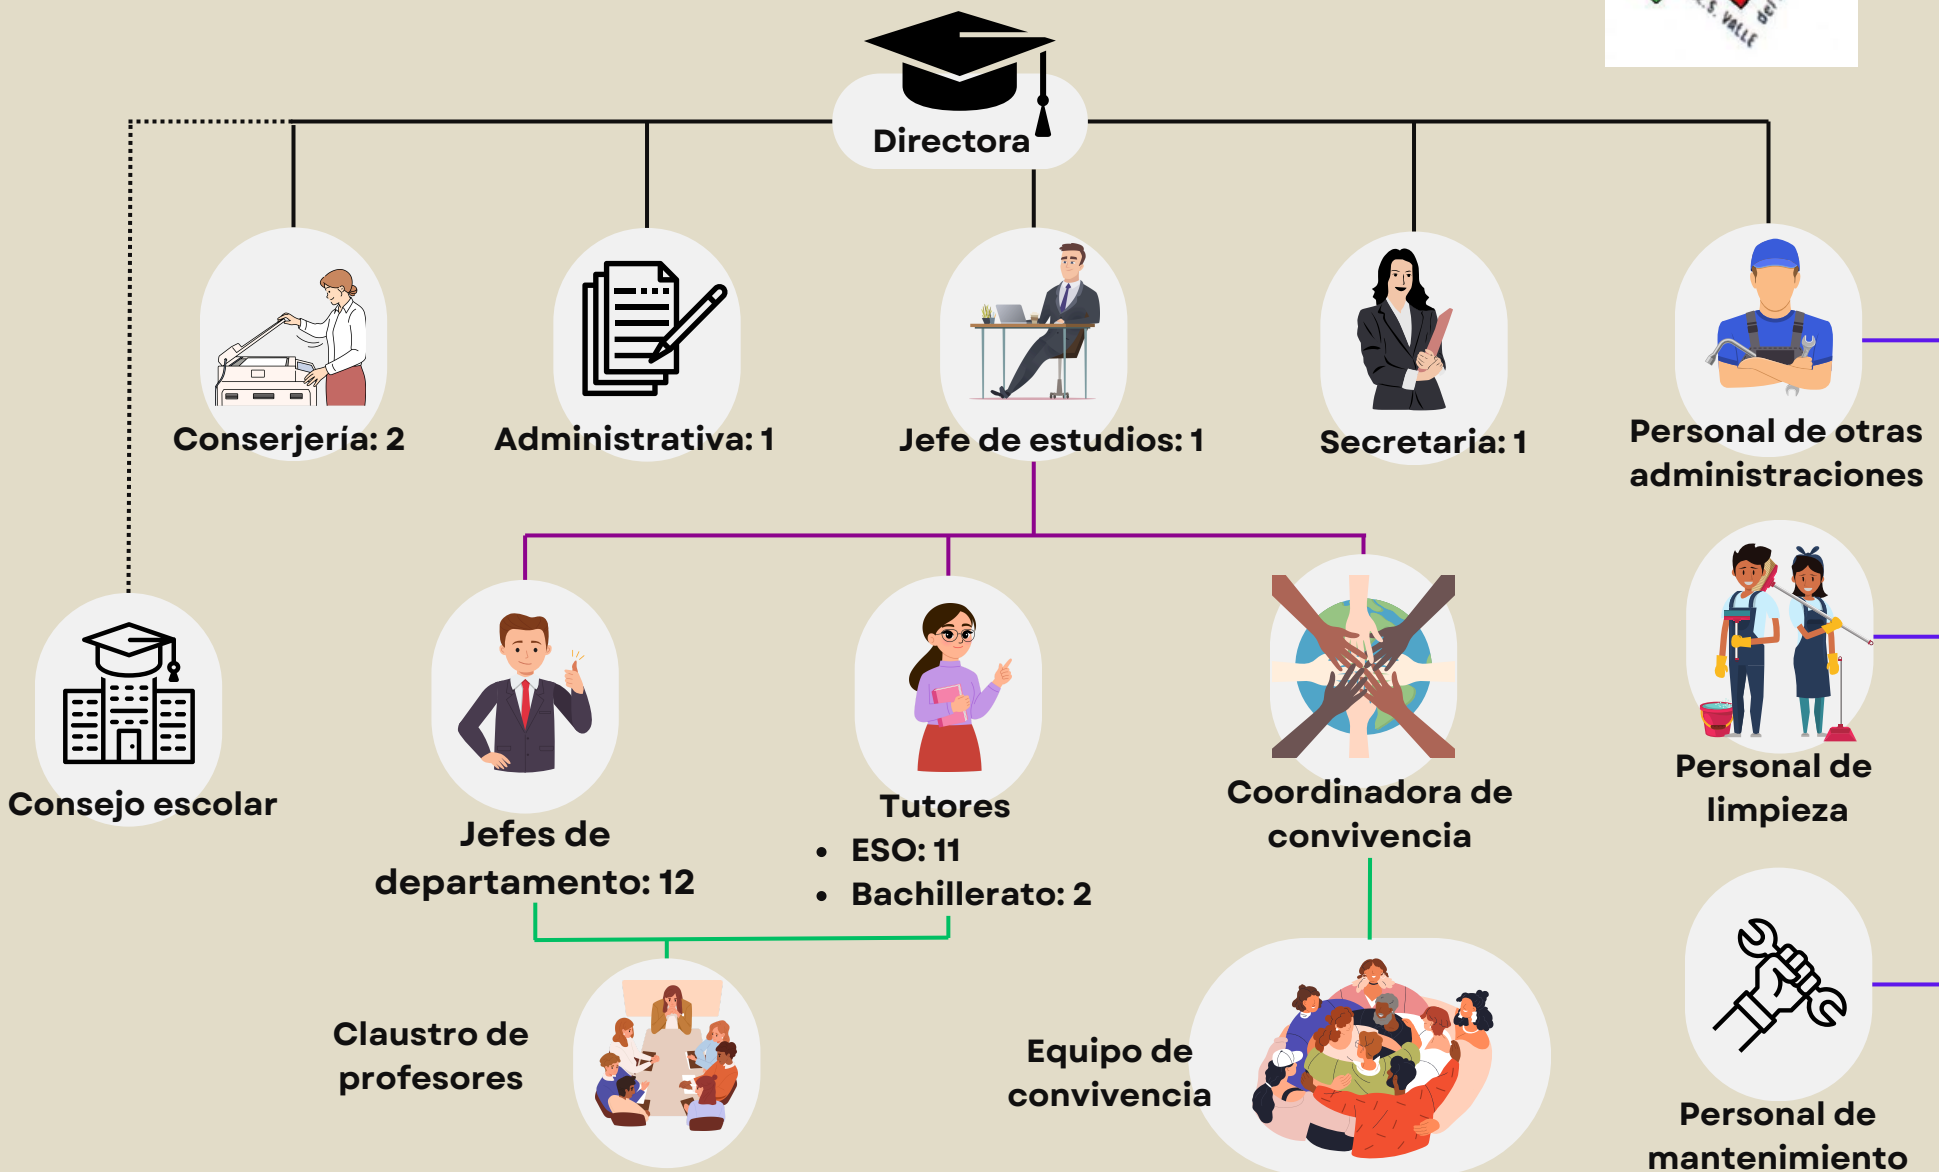 VALLE
del
Directora
Conserjería: 2
Administrativa: 1
Jefe de estudios: 1
Secretaria: 1
Personal de otras
administraciones
Consejo escolar
Jefes de
departamento: 12
Tutores
• ESO: 11
• Bachillerato: 2
Coordinadora de
convivencia
Personal de
limpieza
Claustro de
profesores
Equipo de
convivencia
Personal de
mantenimiento